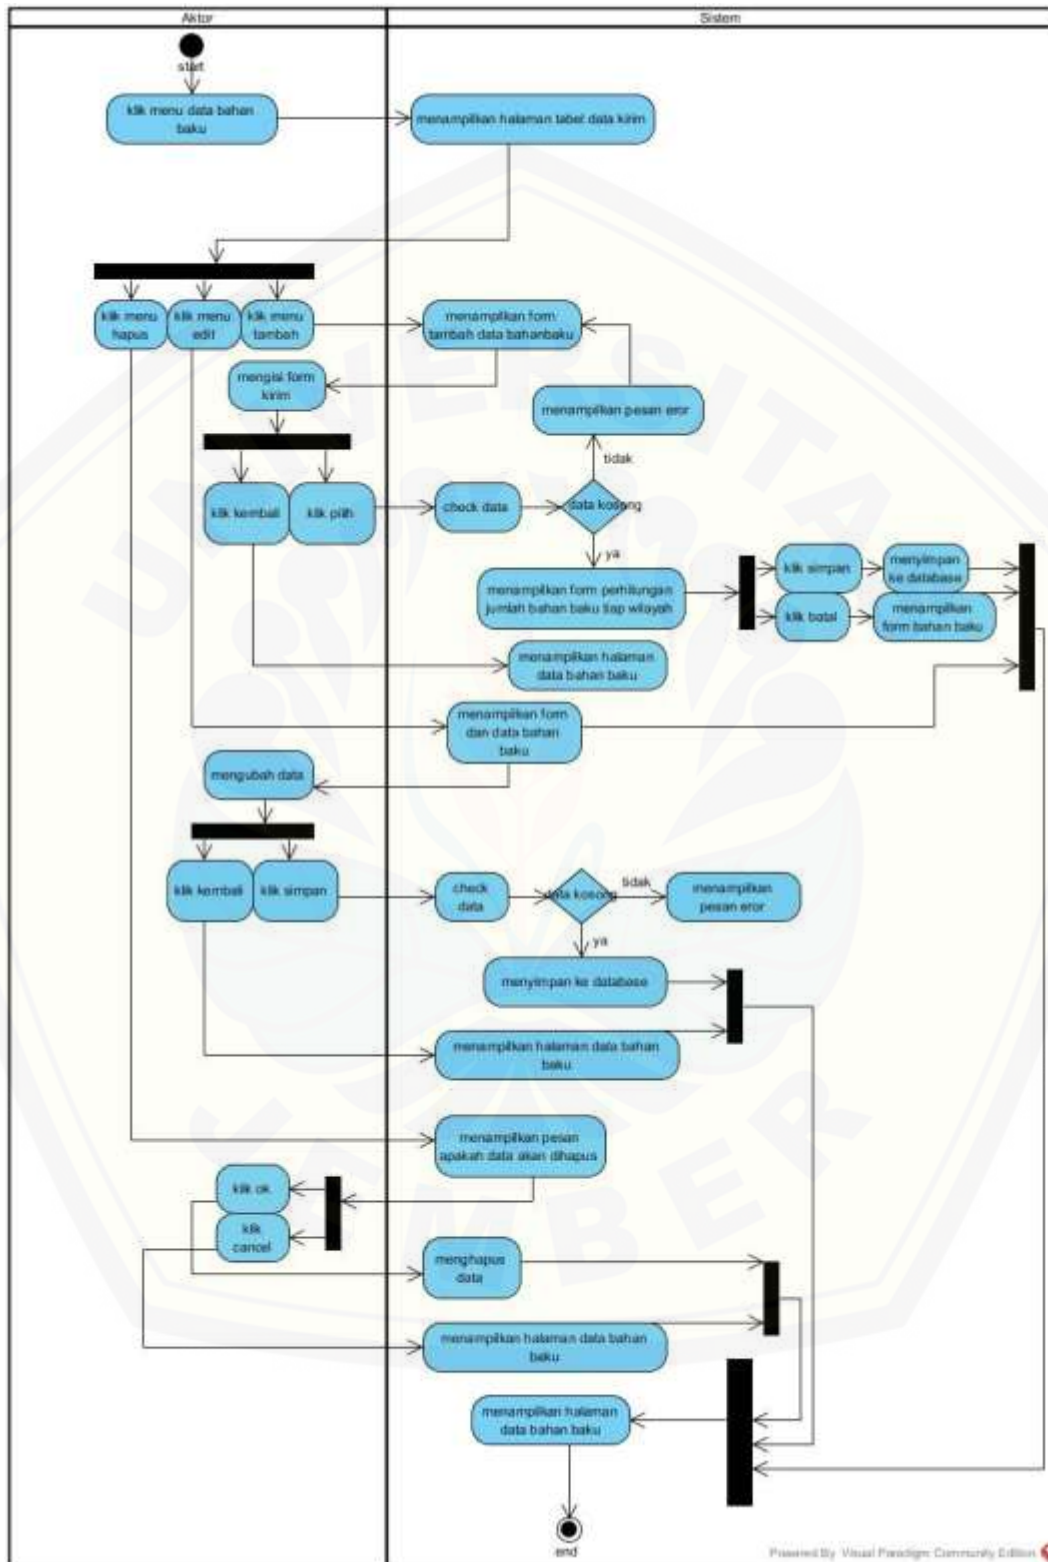 Aktor
Sistem
start
klik menu data bahan
baku
menampilkan halaman tabel data kirim
klik menu
hapus
klik menu
edit
klik menu
tambah
menampilkan form
tambah data bahanbaku
mengisi form
kirim
menampilkan pesan eror
tidak
klik kembali
klik pilih
check data
data kosong
ya
menampilkan form perhitungan
jumlah bahan baku tiap wilayah
klik simpan
menyimpan
ke database
klik batal
menampilkan
form bahan baku
menampilkan halaman
data bahan baku
menampilkan form
dan data bahan
baku
mengubah data
klik kembali
klik simpan
check
data
data kosong
tidak
menampilkan
pesan eror
ya
menyimpan ke database
menampilkan halaman data bahan
baku
menampilkan pesan
apakah data akan dihapus
klik ok
klik
cancel
menghapus
data
menampilkan halaman data bahan
baku
menampilkan halaman
data bahan baku
end
Powered By Visual Paradigm Community Edition
UNIVERSITAS
JEMBER